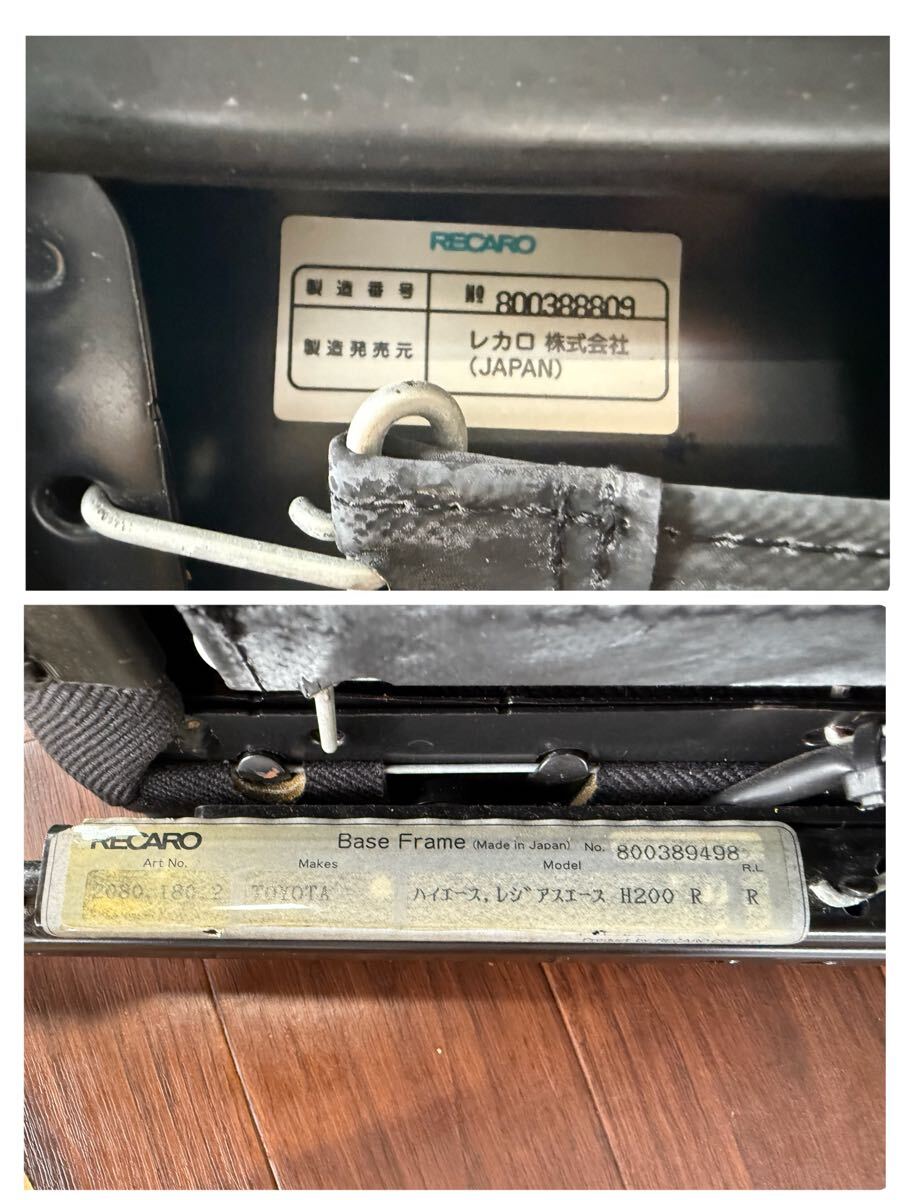 RECARO
製造番号 № 800388809
製造発売元 レカロ 株式会社
(JAPAN)
RECARO Base Frame (Made in Japan) No. 800389498
Art No. Makes Model R.L
7080.180.2 TOYOTA ハイエース,レジアスエース H200 R R